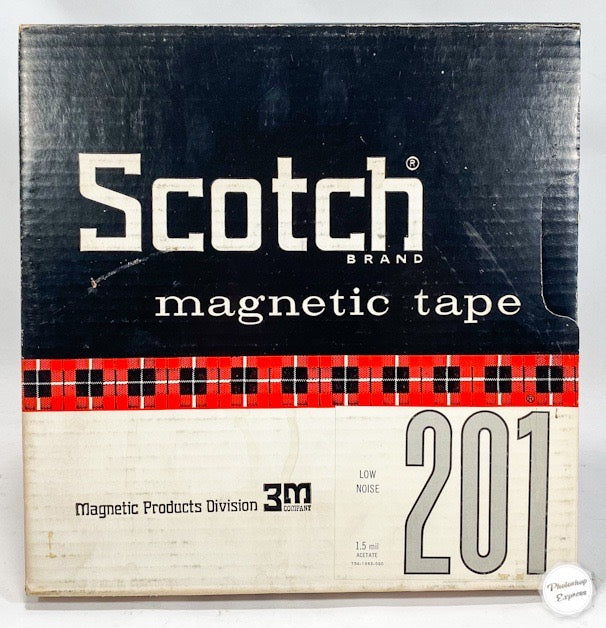 Scotch®
BRAND
magnetic tape
®
LOW
NOISE
201
Magnetic Products Division 3M
COMPANY
1.5 mil
ACETATE
Photoshop
Express